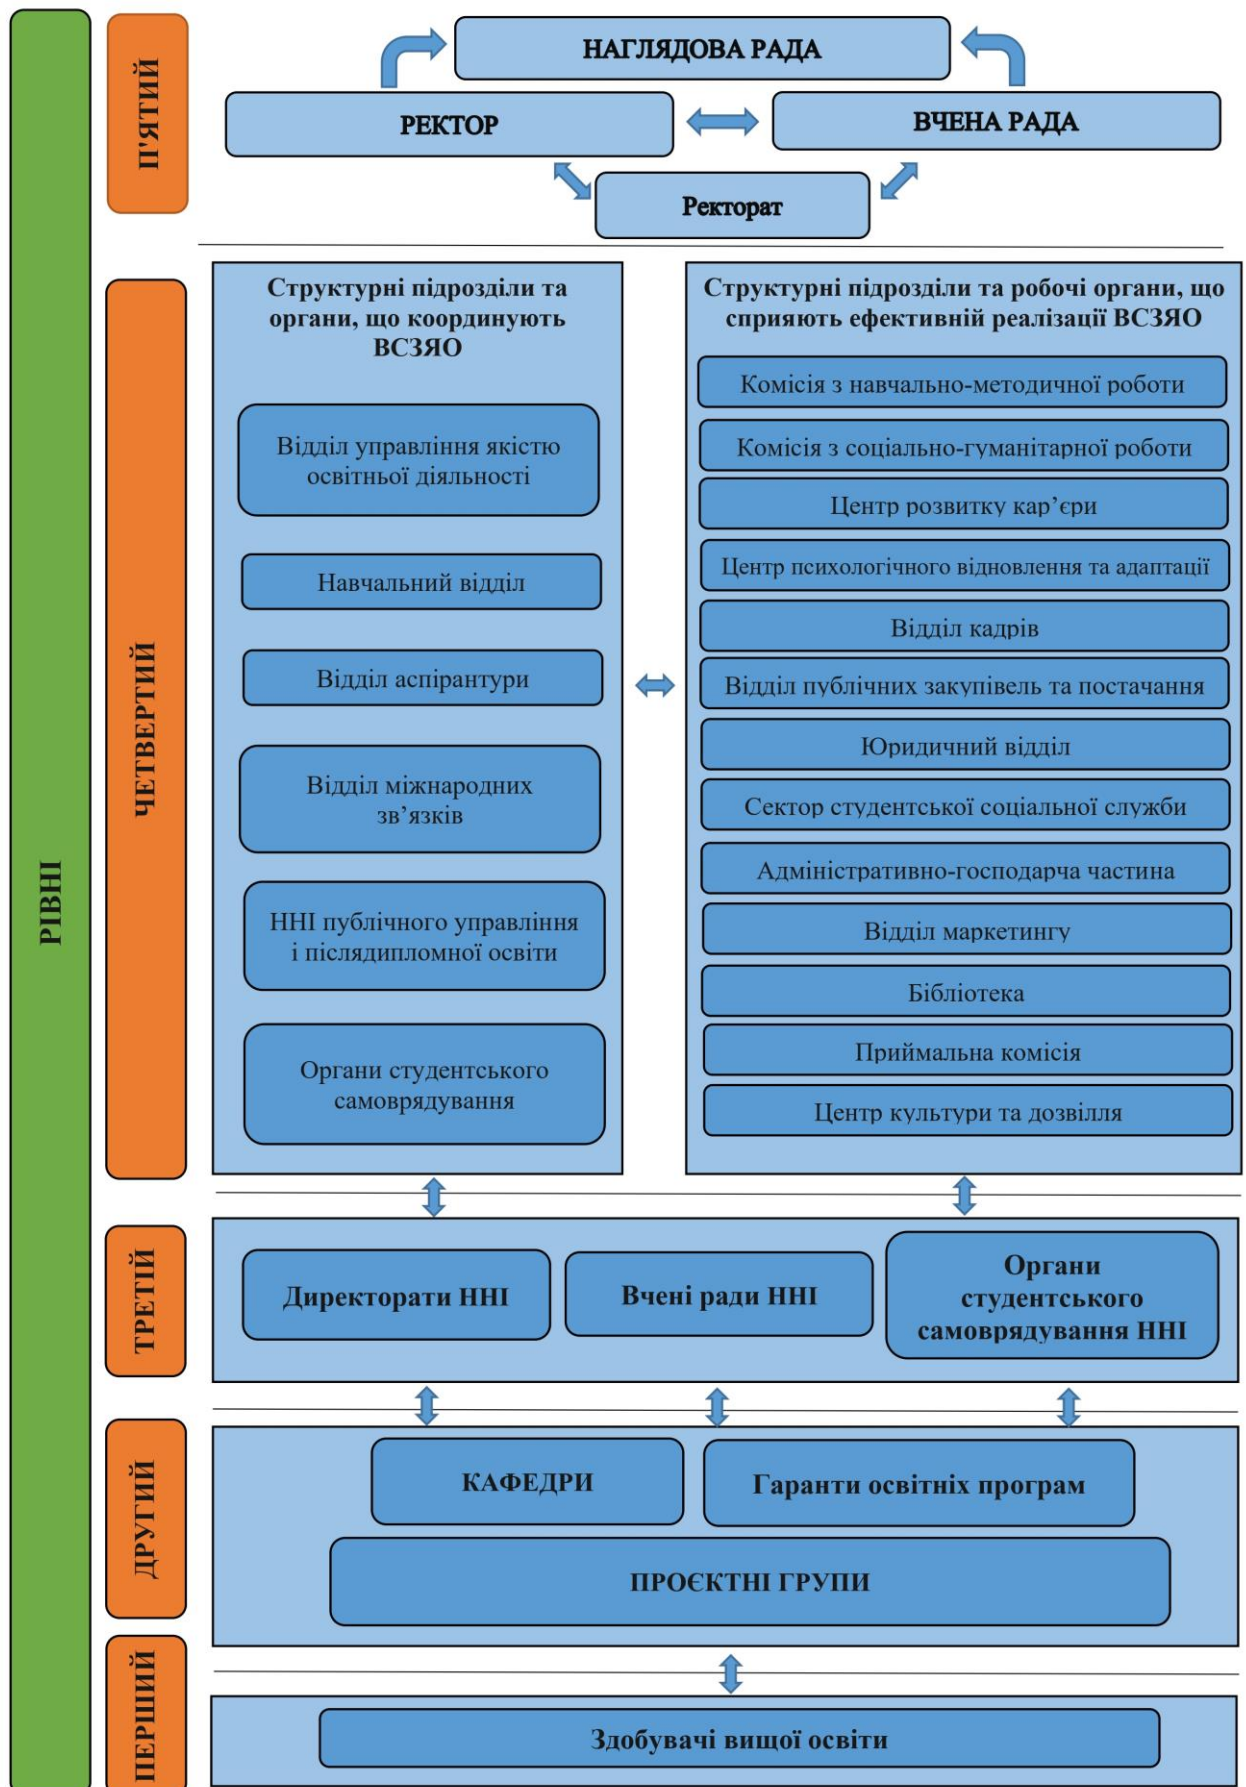 РІВНІ
П'ЯТИЙ
НАГЛЯДОВА РАДА
РЕКТОР
ВЧЕНА РАДА
Ректорат
ЧЕТВЕРТИЙ
Структурні підрозділи та
органи, що координують
ВСЗЯО
Відділ управління якістю
освітньої діяльності
Навчальний відділ
Відділ аспірантури
Відділ міжнародних
зв’язків
ННІ публічного управління
і післядипломної освіти
Органи студентського
самоврядування
Структурні підрозділи та робочі органи, що
сприяють ефективній реалізації ВСЗЯО
Комісія з навчально-методичної роботи
Комісія з соціально-гуманітарної роботи
Центр розвитку кар’єри
Центр психологічного відновлення та адаптації
Відділ кадрів
Відділ публічних закупівель та постачання
Юридичний відділ
Сектор студентської соціальної служби
Адміністративно-господарча частина
Відділ маркетингу
Бібліотека
Приймальна комісія
Центр культури та дозвілля
ТРЕТІЙ
Директорати ННІ
Вчені ради ННІ
Органи
студентського
самоврядування ННІ
ДРУГИЙ
КАФЕДРИ
Гаранти освітніх програм
ПРОЄКТНІ ГРУПИ
ПЕРШИЙ
Здобувачі вищої освіти